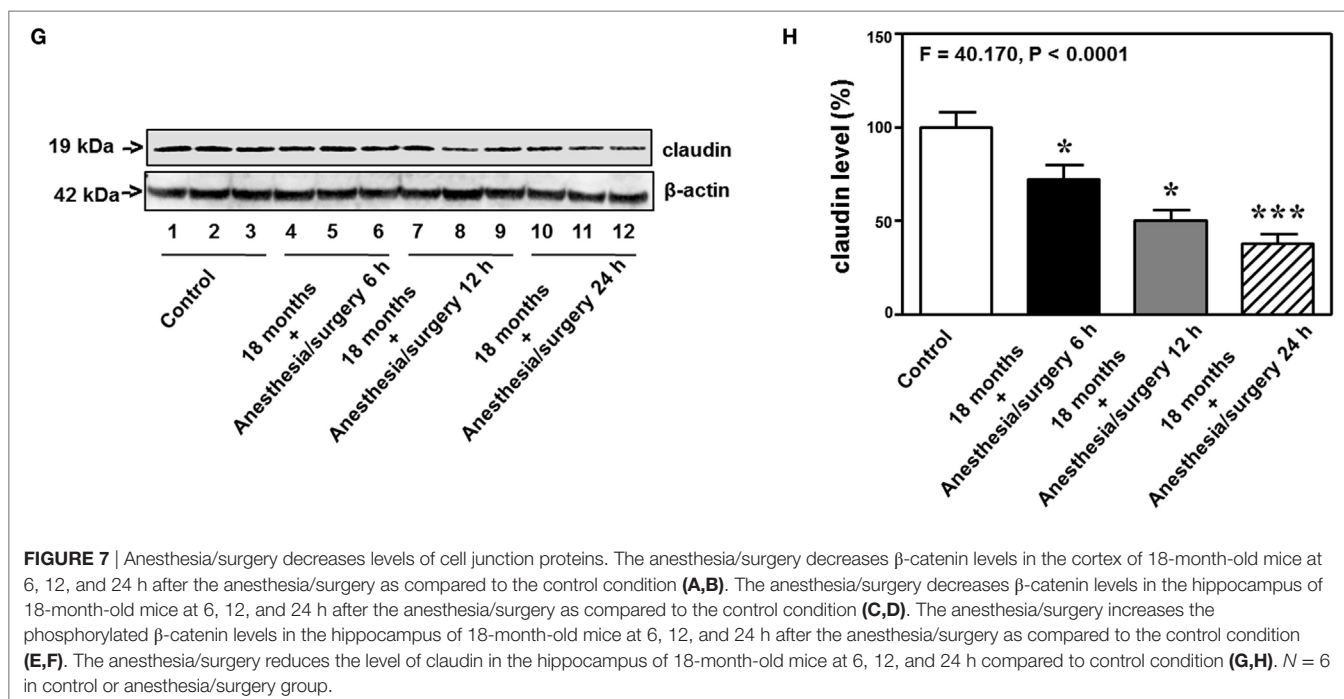 G
19 kDa
claudin
42 kDa
β-actin
1 2 3 4 5 6 7 8 9 10 11 12
Control
18 months
+
Anesthesia/surgery 6 h
18 months
+
Anesthesia/surgery 12 h
18 months
+
Anesthesia/surgery 24 h
H
claudin level (%)
150
100
50
0
F = 40.170, P < 0.0001
*
*
***
Control
18 months
+
Anesthesia/surgery 6 h
18 months
+
Anesthesia/surgery 12 h
18 months
+
Anesthesia/surgery 24 h
FIGURE 7 | Anesthesia/surgery decreases levels of cell junction proteins. The anesthesia/surgery decreases β-catenin levels in the cortex of 18-month-old mice at
6, 12, and 24 h after the anesthesia/surgery as compared to the control condition (A,B). The anesthesia/surgery decreases β-catenin levels in the hippocampus of
18-month-old mice at 6, 12, and 24 h after the anesthesia/surgery as compared to the control condition (C,D). The anesthesia/surgery increases the
phosphorylated β-catenin levels in the hippocampus of 18-month-old mice at 6, 12, and 24 h after the anesthesia/surgery as compared to the control condition
(E,F). The anesthesia/surgery reduces the level of claudin in the hippocampus of 18-month-old mice at 6, 12, and 24 h compared to control condition (G,H). N = 6
in control or anesthesia/surgery group.